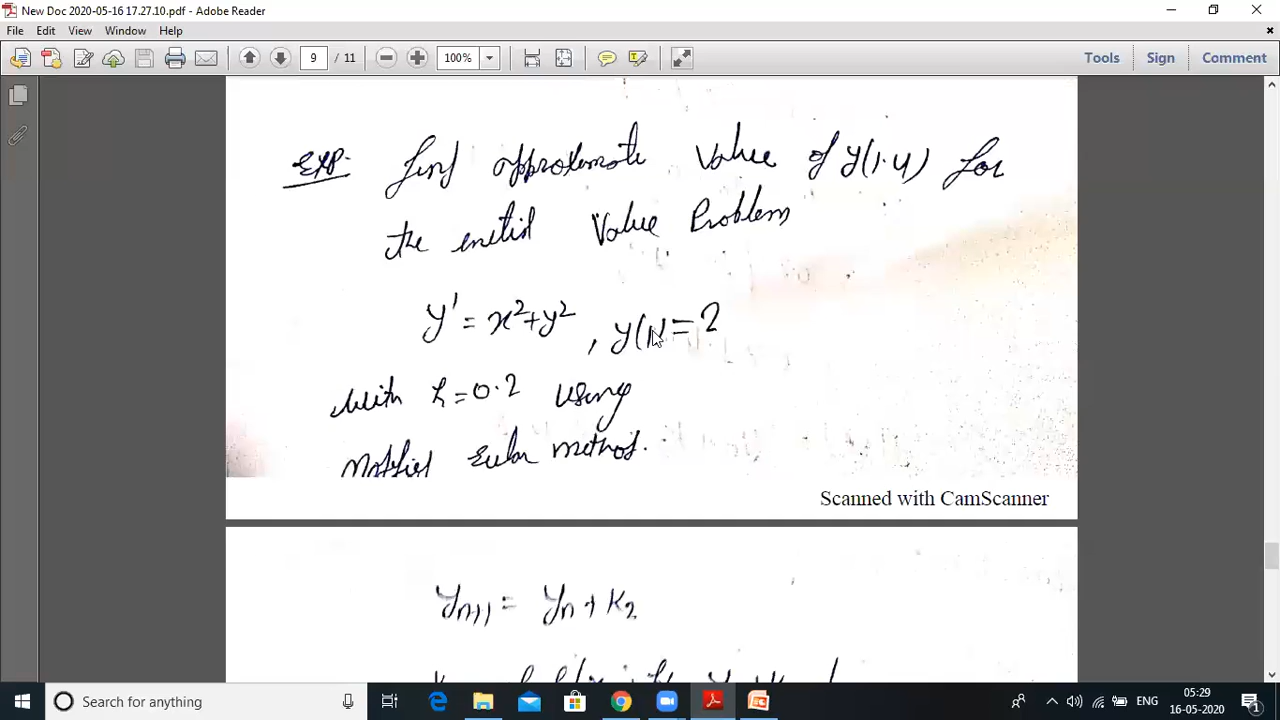 New Doc 2020-05-16 17.27.10.pdf - Adobe Reader
File Edit View Window Help
9 / 11 100% Tools Sign Comment
Exp. Find approximate Value of y(1.4) for
the initial Value Problem
y' = x²+y² , y(1) = 2
With h = 0.2 using
Modified Euler method.
Scanned with CamScanner
yn+1 = yn + K2
Search for anything
ENG
05:29
16-05-2020
1